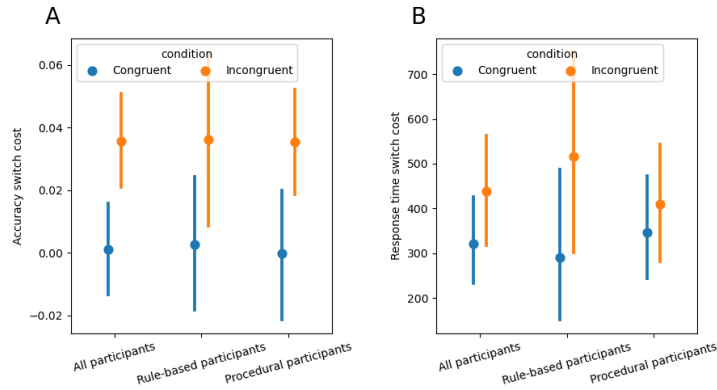 A
condition
Congruent Incongruent
Accuracy switch cost
0.06
0.04
0.02
0.00
−0.02
All participants
Rule-based participants
Procedural participants
B
condition
Congruent Incongruent
Response time switch cost
700
600
500
400
300
200
All participants
Rule-based participants
Procedural participants